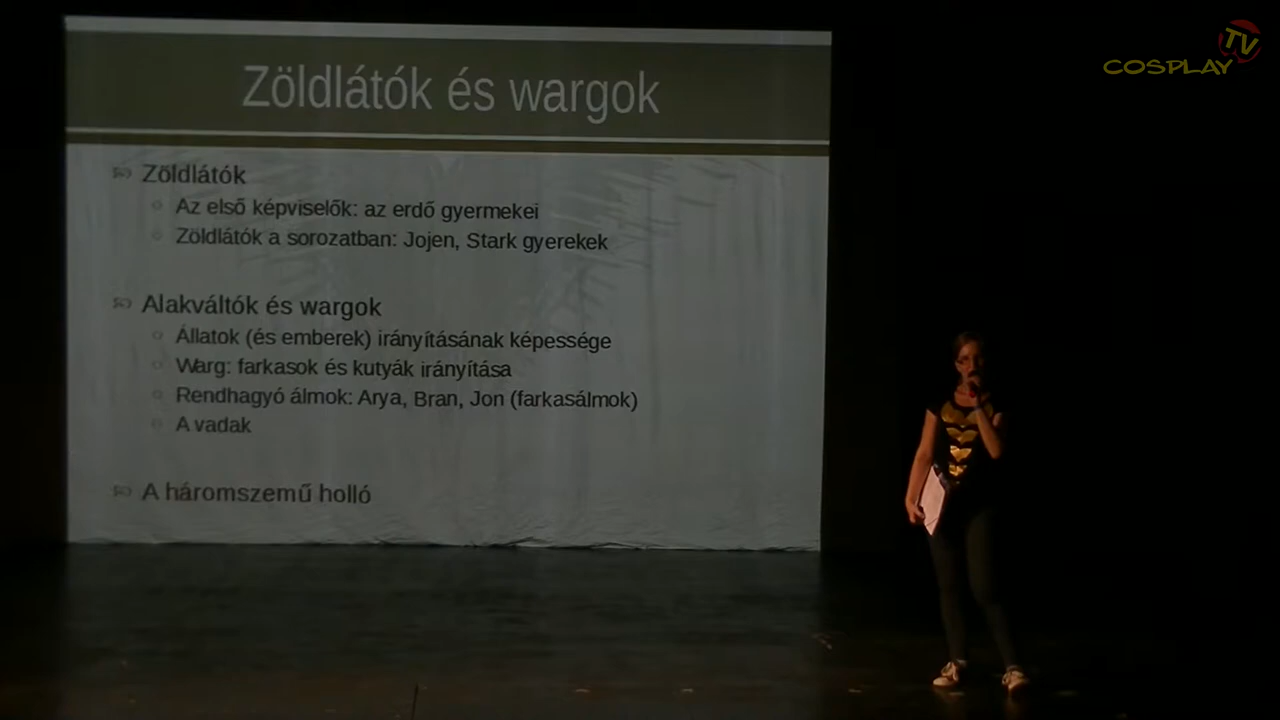 Zöldlátók és wargok
Zöldlátók
Az első képviselők: az erdő gyermekei
Zöldlátók a sorozatban: Jojen, Stark gyerekek
Alakváltók és wargok
Állatok (és emberek) irányításának képessége
Warg: farkasok és kutyák irányítása
Rendhagyó álmok: Arya, Bran, Jon (farkasálmok)
A vadak
A háromszemű holló
COSPLAY TV